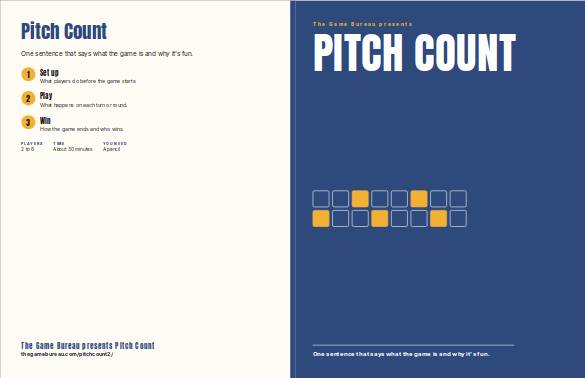 Pitch Count
One sentence that says what the game is and why it's fun.
1
Set up
What players do before the game starts.
2
Play
What happens on each turn or round.
3
Win
How the game ends and who wins.
PLAYERS TIME YOU NEED
2 to 6 About 30 minutes A pencil
The Game Bureau presents Pitch Count
thegamebureau.com/pitchcount2/
The Game Bureau presents
PITCH COUNT
One sentence that says what the game is and why it's fun.